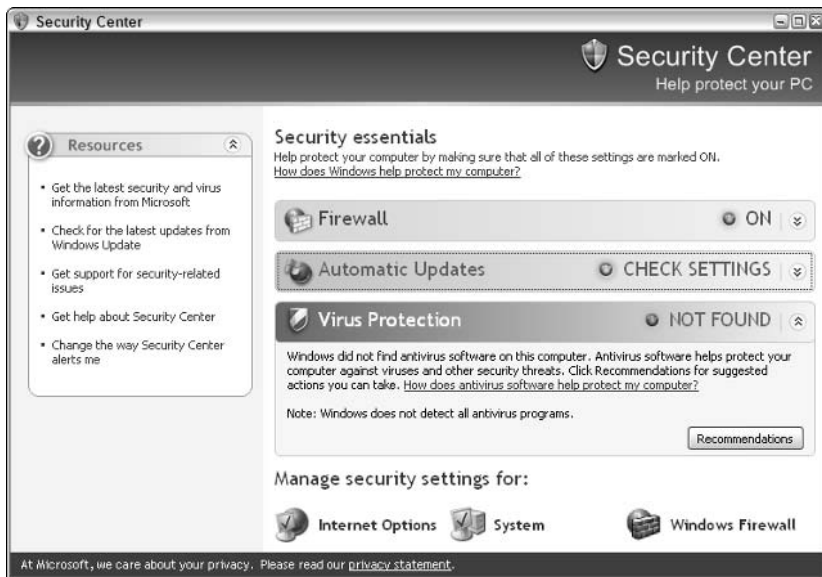 Security Center
Security Center
Help protect your PC
Resources
Get the latest security and virus
information from Microsoft
Check for the latest updates from
Windows Update
Get support for security-related
issues
Get help about Security Center
Change the way Security Center
alerts me
Security essentials
Help protect your computer by making sure that all of these settings are marked ON.
How does Windows help protect my computer?
Firewall ON
Automatic Updates CHECK SETTINGS
Virus Protection NOT FOUND
Windows did not find antivirus software on this computer. Antivirus software helps protect your
computer against viruses and other security threats. Click Recommendations for suggested
actions you can take. How does antivirus software help protect my computer?
Note: Windows does not detect all antivirus programs.
Recommendations
Manage security settings for:
Internet Options System Windows Firewall
At Microsoft, we care about your privacy. Please read our privacy statement.